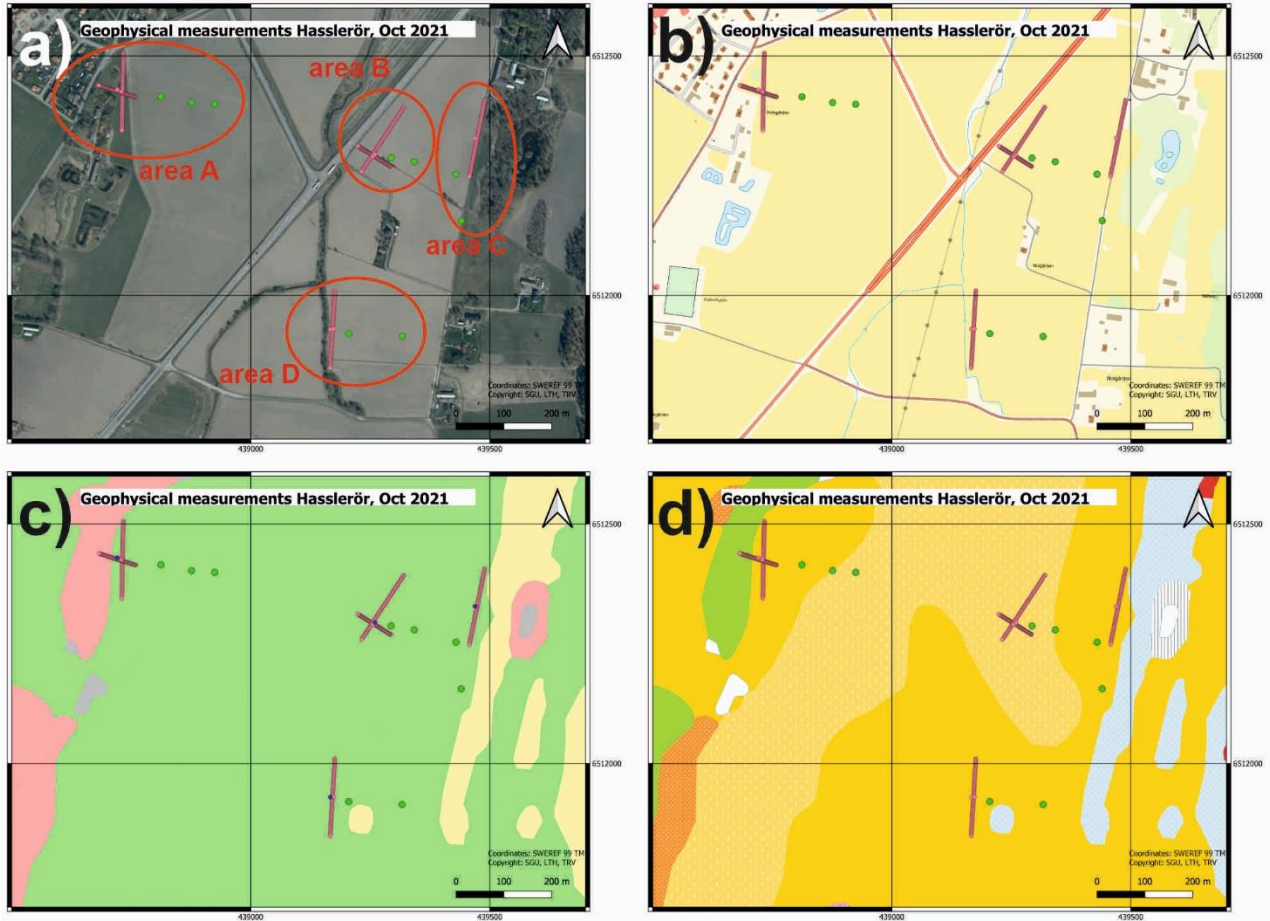 a)
Geophysical measurements Hasslerör, Oct 2021
area A
area B
area C
area D
6512500
6512000
Coordinates: SWEREF 99 TM
Copyright: SGU, LTH, TRV
0 100 200 m
439000
439500
b)
Geophysical measurements Hasslerör, Oct 2021
6512500
6512000
Coordinates: SWEREF 99 TM
Copyright: SGU, LTH, TRV
0 100 200 m
439000
439500
c)
Geophysical measurements Hasslerör, Oct 2021
6512500
6512000
Coordinates: SWEREF 99 TM
Copyright: SGU, LTH, TRV
0 100 200 m
439000
439500
d)
Geophysical measurements Hasslerör, Oct 2021
6512500
6512000
Coordinates: SWEREF 99 TM
Copyright: SGU, LTH, TRV
0 100 200 m
439000
439500